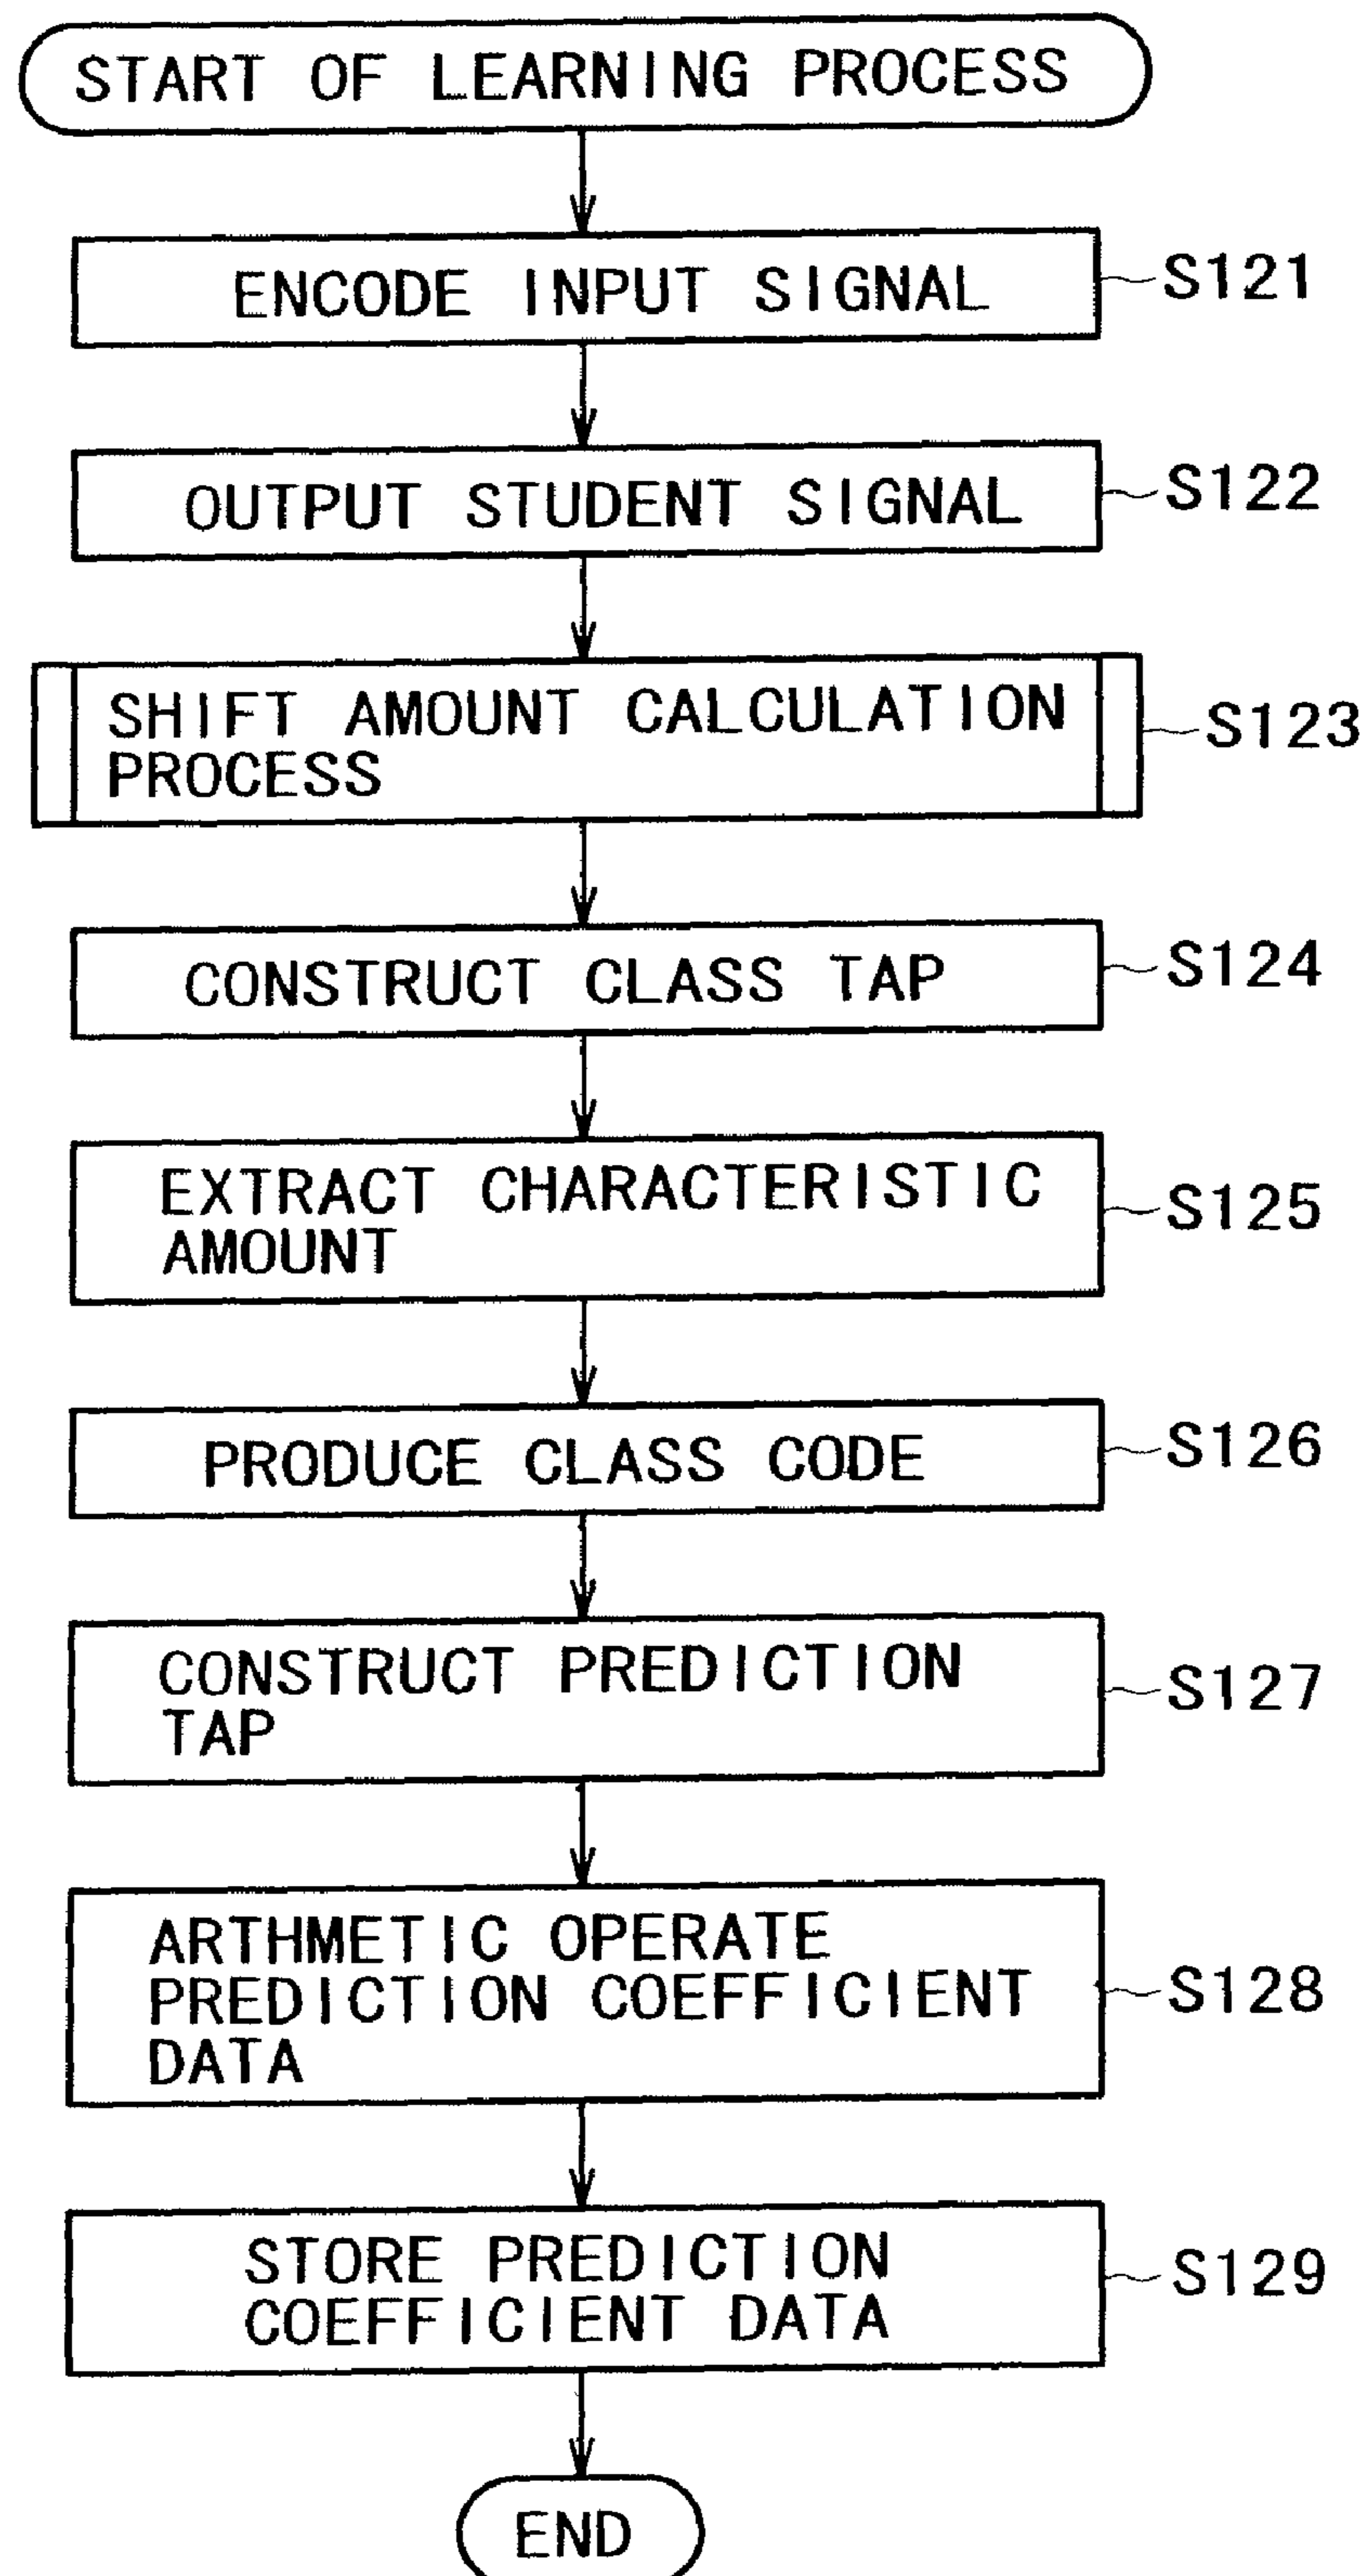 START OF LEARNING PROCESS
ENCODE INPUT SIGNAL
S121
OUTPUT STUDENT SIGNAL
S122
SHIFT AMOUNT CALCULATION
PROCESS
S123
CONSTRUCT CLASS TAP
S124
EXTRACT CHARACTERISTIC
AMOUNT
S125
PRODUCE CLASS CODE
S126
CONSTRUCT PREDICTION
TAP
S127
ARTHMETIC OPERATE
PREDICTION COEFFICIENT
DATA
S128
STORE PREDICTION
COEFFICIENT DATA
S129
END